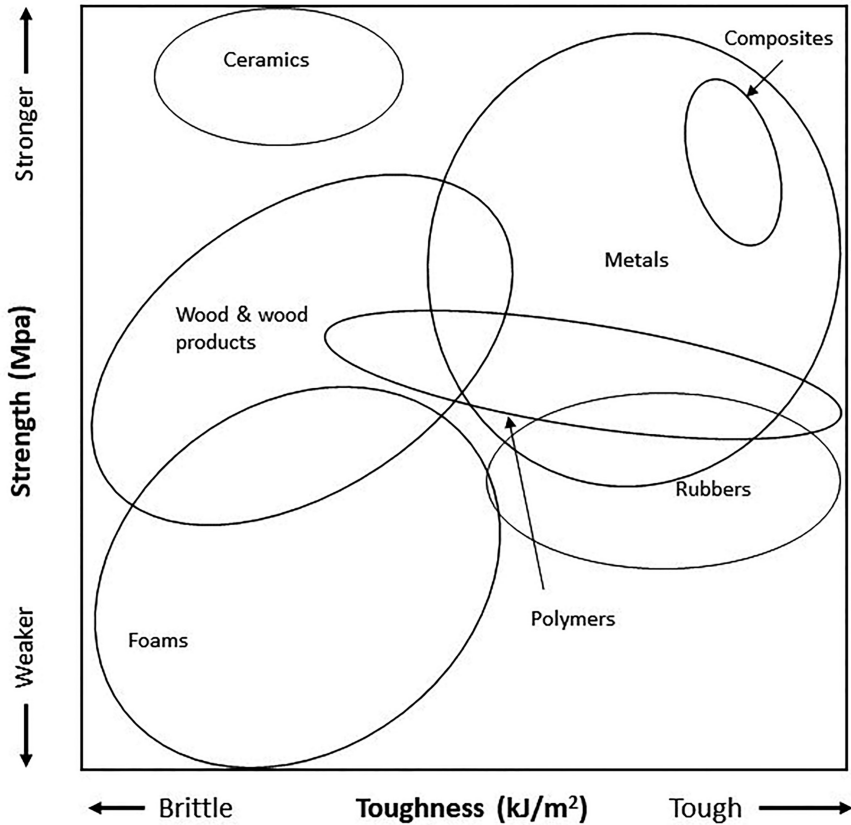 Stronger
Strength (Mpa)
Weaker
Ceramics
Composites
Metals
Wood & wood
products
Rubbers
Polymers
Foams
Brittle
Toughness (kJ/m²)
Tough